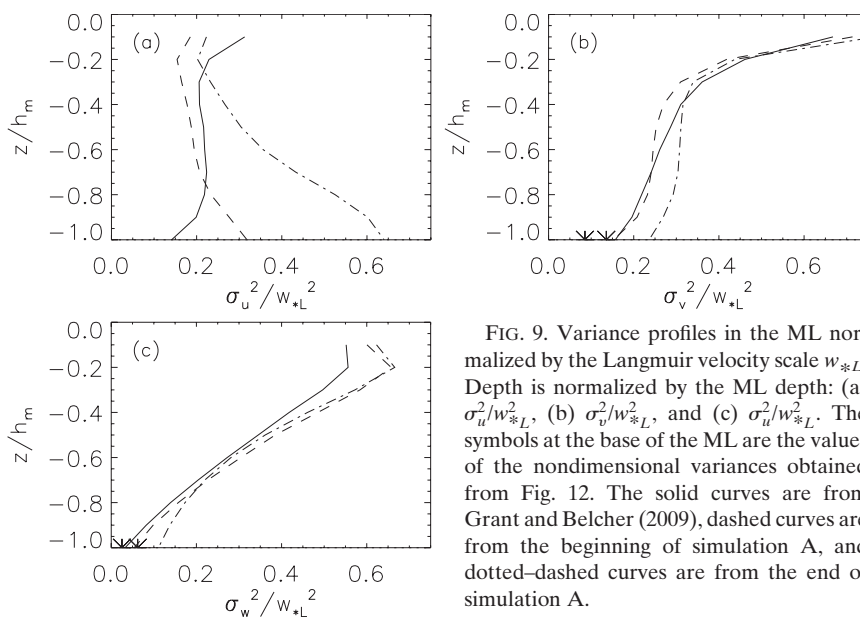 (a)
0.0
−0.2
−0.4
−0.6
−0.8
−1.0
z/hₘ
0.0 0.2 0.4 0.6
σᵤ²/w*L²
(b)
0.0
−0.2
−0.4
−0.6
−0.8
−1.0
z/hₘ
0.0 0.2 0.4 0.6
σᵥ²/w*L²
(c)
0.0
−0.2
−0.4
−0.6
−0.8
−1.0
z/hₘ
0.0 0.2 0.4 0.6
σ_w²/w*L²
FIG. 9. Variance profiles in the ML nor
malized by the Langmuir velocity scale w*L
Depth is normalized by the ML depth: (a
σᵤ²/w*L², (b) σᵥ²/w*L², and (c) σᵤ²/w*L². The
symbols at the base of the ML are the value
of the nondimensional variances obtained
from Fig. 12. The solid curves are from
Grant and Belcher (2009), dashed curves are
from the beginning of simulation A, and
dotted–dashed curves are from the end o
simulation A.